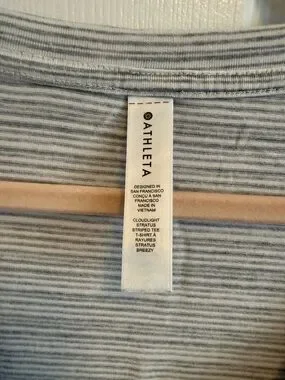 ATHLETA
DESIGNED IN
SAN FRANCISCO
CONÇU À SAN
FRANCISCO
MADE IN
VIETNAM
CLOUDLIGHT
STRATUS
STRIPED TEE
T-SHIRT À
RAYURES
STRATUS
BREEZY